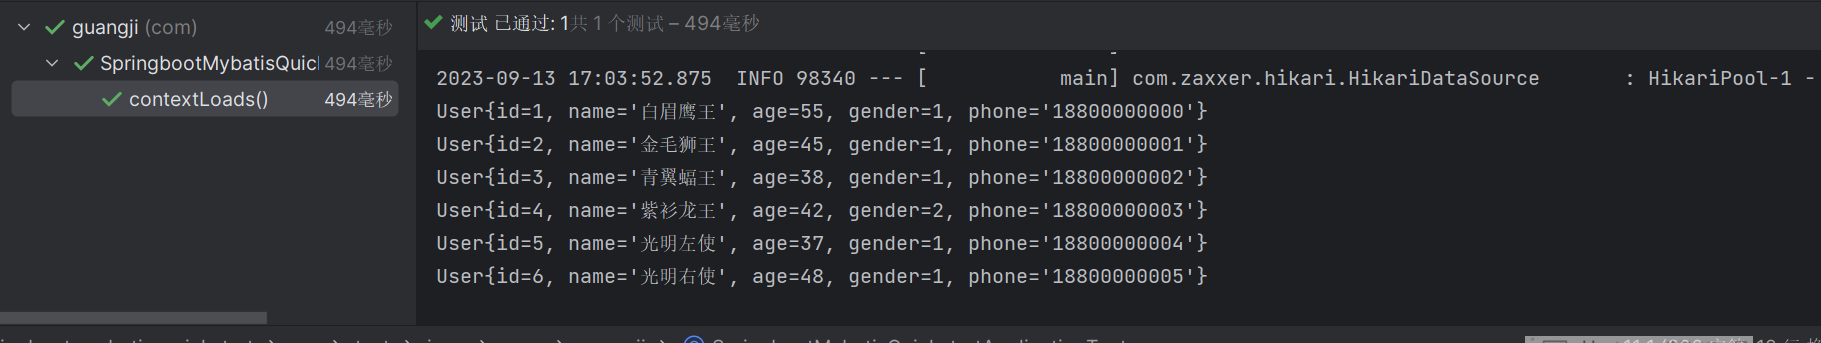 guangji (com) 494毫秒
SpringbootMybatisQuic 494毫秒
contextLoads() 494毫秒
测试 已通过: 1共 1 个测试 – 494毫秒
2023-09-13 17:03:52.875  INFO 98340 --- [           main] com.zaxxer.hikari.HikariDataSource       : HikariPool-1 -
User{id=1, name='白眉鹰王', age=55, gender=1, phone='18800000000'}
User{id=2, name='金毛狮王', age=45, gender=1, phone='18800000001'}
User{id=3, name='青翼蝠王', age=38, gender=1, phone='18800000002'}
User{id=4, name='紫衫龙王', age=42, gender=2, phone='18800000003'}
User{id=5, name='光明左使', age=37, gender=1, phone='18800000004'}
User{id=6, name='光明右使', age=48, gender=1, phone='18800000005'}